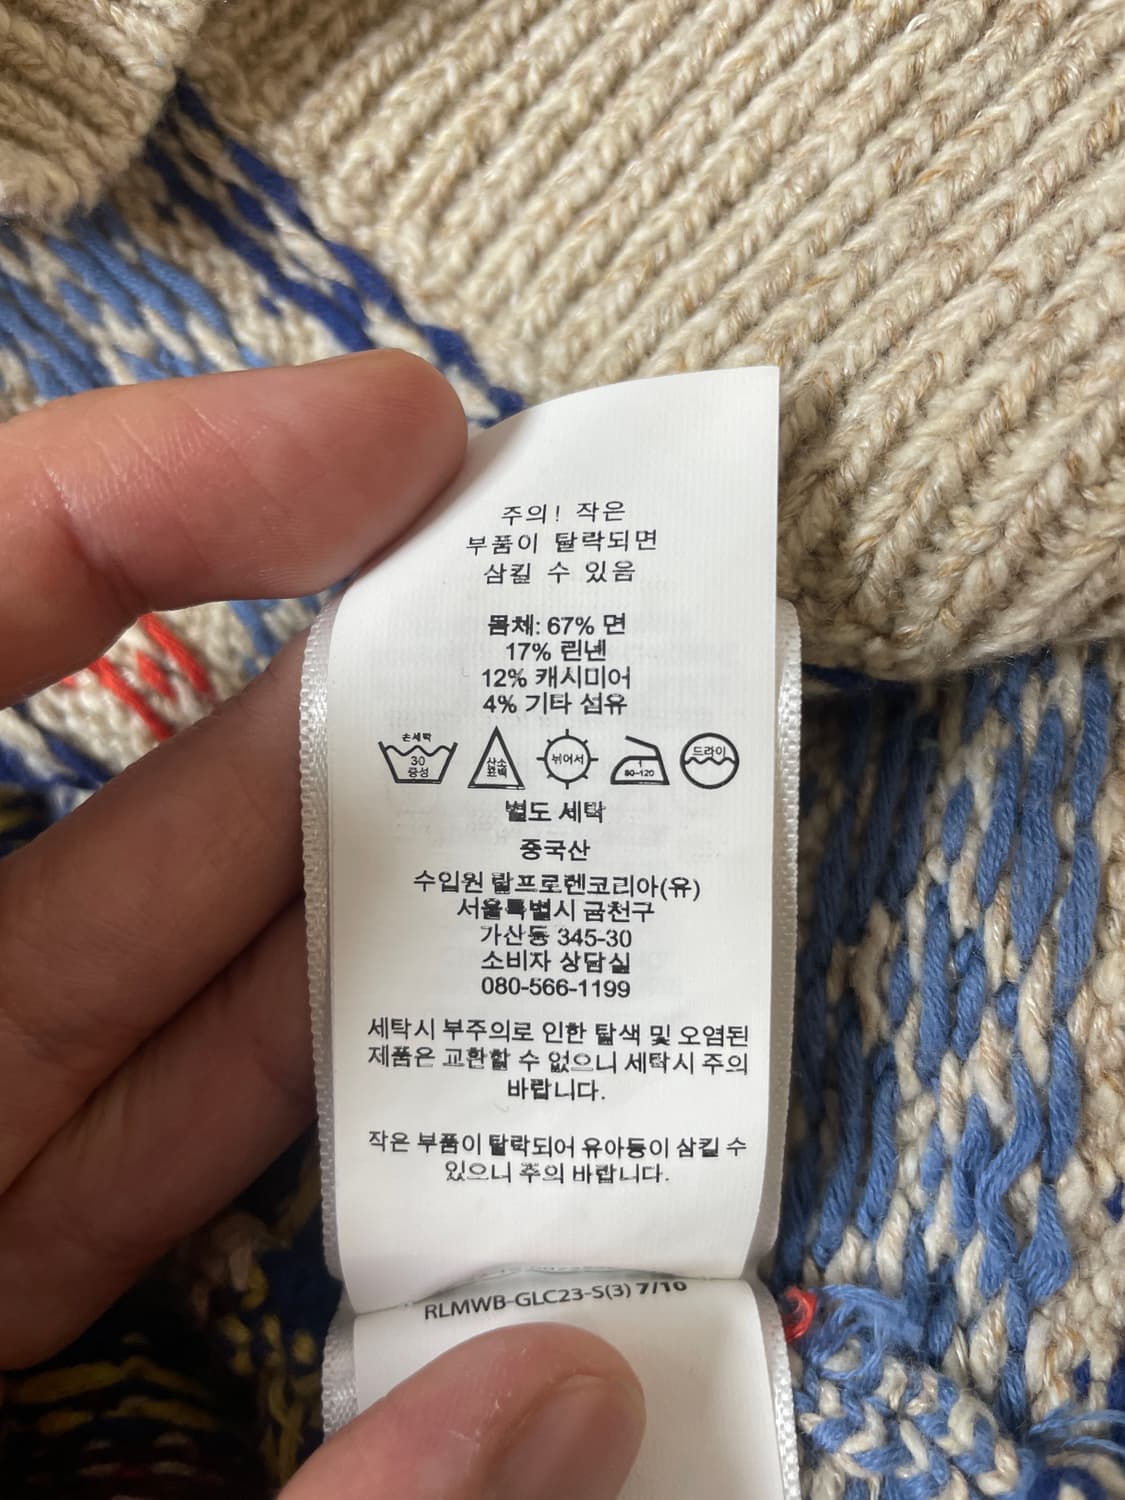 주의! 작은
부품이 탈락되면
삼킬 수 있음
몸체: 67% 면
17% 린넨
12% 캐시미어
4% 기타 섬유
손세탁
30
중성
산소
표백
뉘어서
1
80-120
드라이
별도 세탁
중국산
수입원 랄프로렌코리아(유)
서울특별시 금천구
가산동 345-30
소비자 상담실
080-566-1199
세탁시 부주의로 인한 탈색 및 오염된
제품은 교환할 수 없으니 세탁시 주의
바랍니다.
작은 부품이 탈락되어 유아등이 삼킬 수
있으니 주의 바랍니다.
RLMWB-GLC23-S(3) 7/10